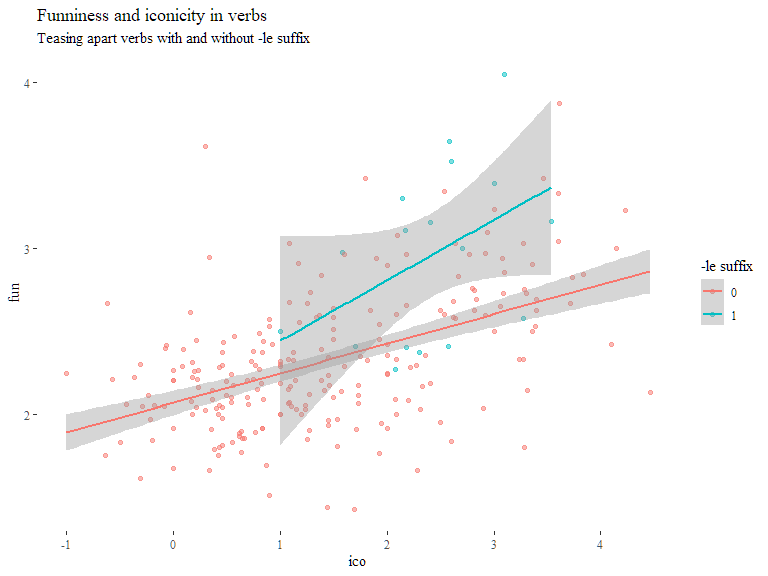 Funniness and iconicity in verbs
Teasing apart verbs with and without -le suffix
4
3
2
fun
-1
0
1
2
3
4
ico
-le suffix
0
1